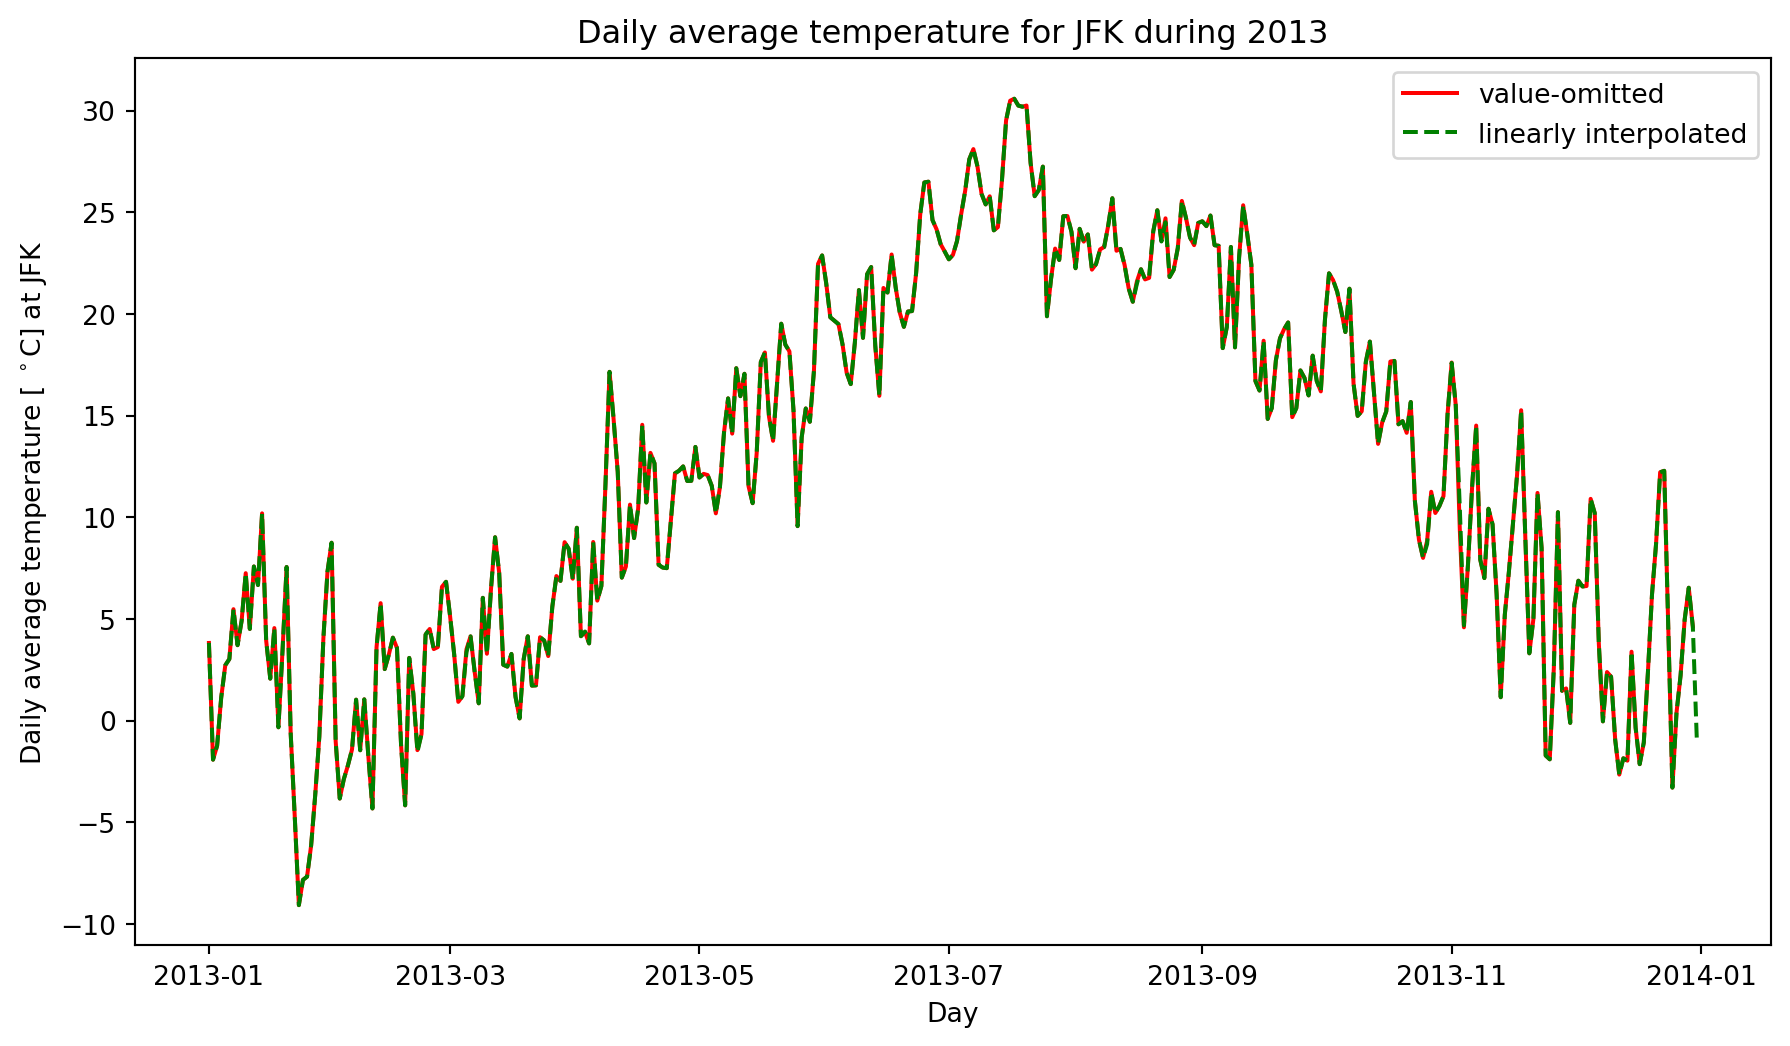 Daily average temperature for JFK during 2013
value-omitted
linearly interpolated
Daily average temperature [ °C] at JFK
30
25
20
15
10
5
0
−5
−10
2013-01 2013-03 2013-05 2013-07 2013-09 2013-11 2014-01
Day